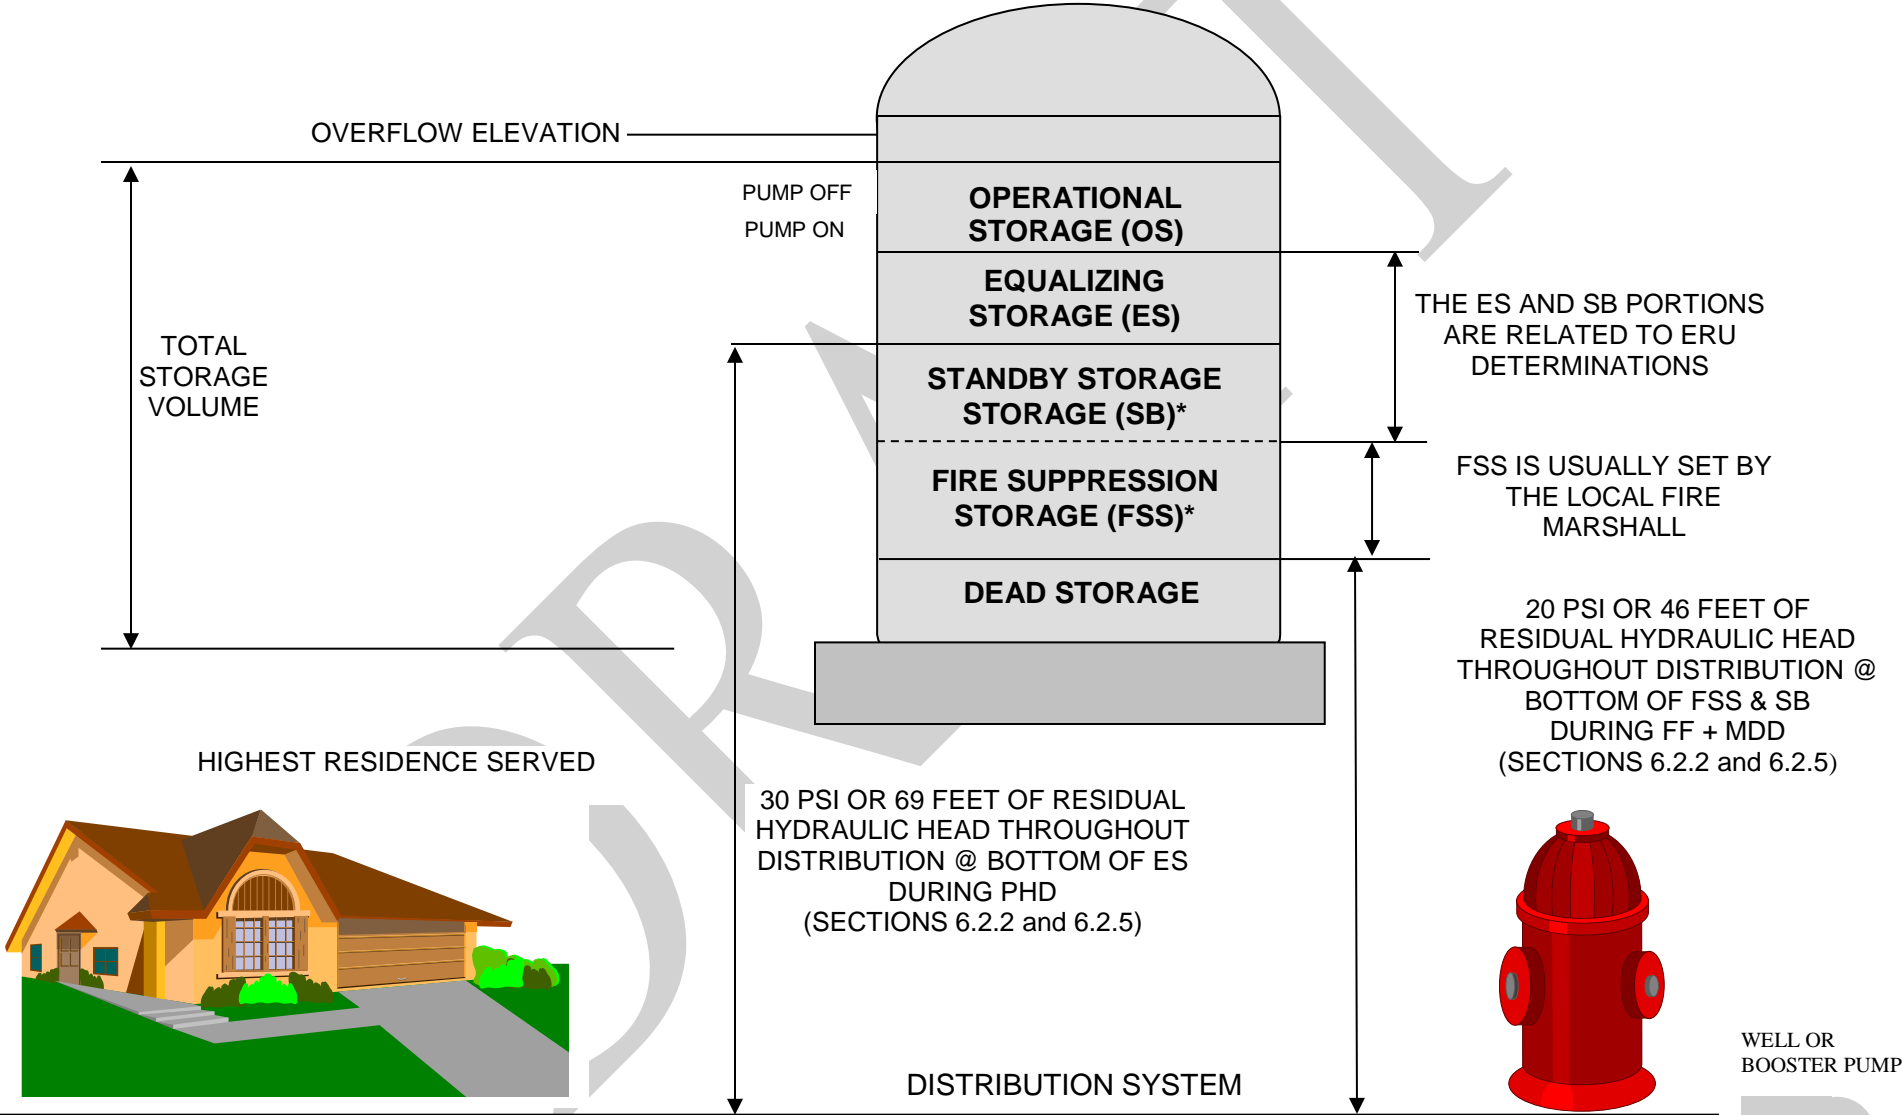 OVERFLOW ELEVATION
PUMP OFF
PUMP ON
OPERATIONAL
STORAGE (OS)
EQUALIZING
STORAGE (ES)
THE ES AND SB PORTIONS
ARE RELATED TO ERU
DETERMINATIONS
TOTAL
STORAGE
VOLUME
STANDBY STORAGE
STORAGE (SB)*
FIRE SUPPRESSION
STORAGE (FSS)*
FSS IS USUALLY SET BY
THE LOCAL FIRE
MARSHALL
DEAD STORAGE
20 PSI OR 46 FEET OF
RESIDUAL HYDRAULIC HEAD
THROUGHOUT DISTRIBUTION @
BOTTOM OF FSS & SB
DURING FF + MDD
(SECTIONS 6.2.2 and 6.2.5)
HIGHEST RESIDENCE SERVED
30 PSI OR 69 FEET OF RESIDUAL
HYDRAULIC HEAD THROUGHOUT
DISTRIBUTION @ BOTTOM OF ES
DURING PHD
(SECTIONS 6.2.2 and 6.2.5)
WELL OR
BOOSTER PUMP
DISTRIBUTION SYSTEM